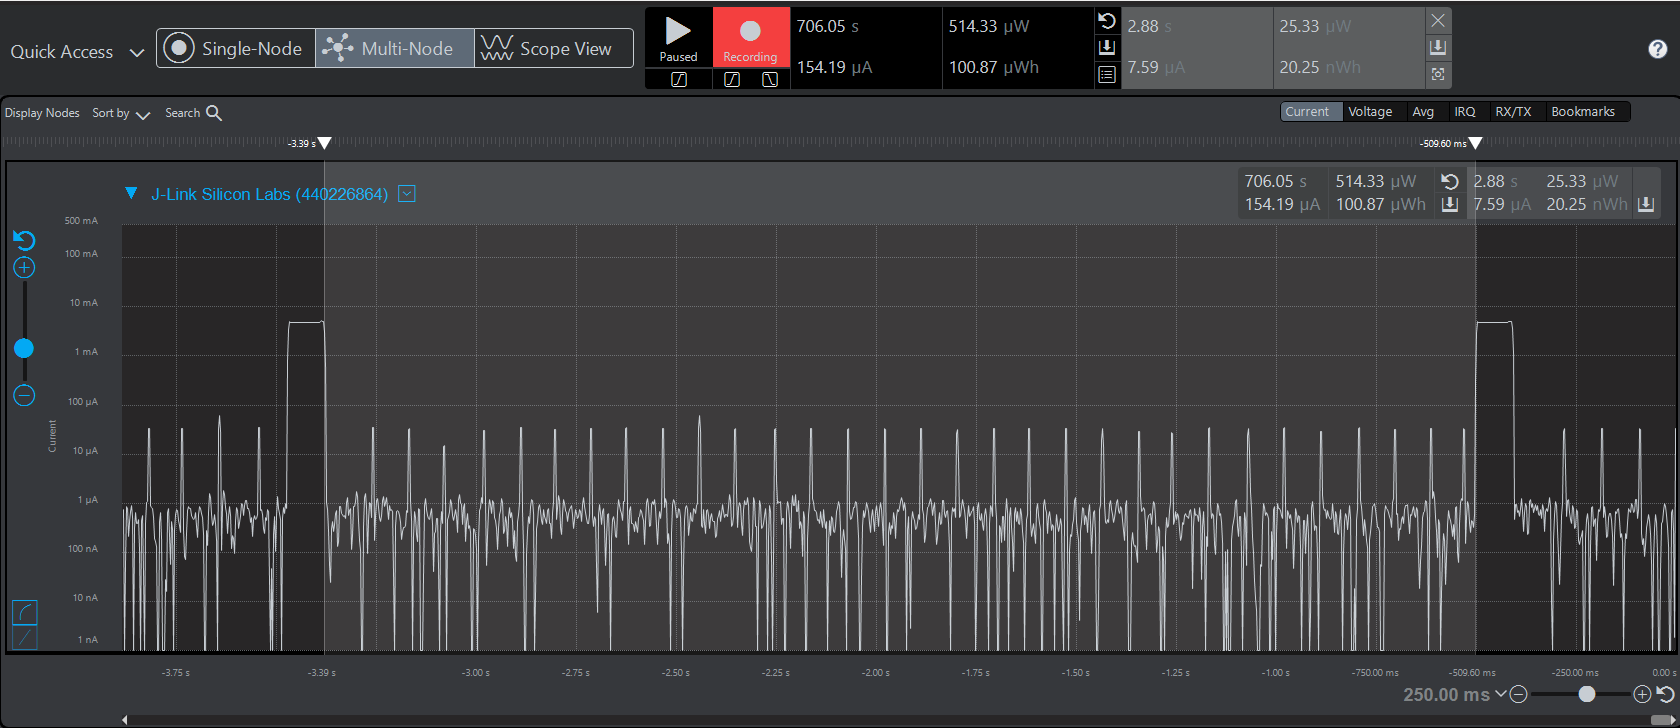 Quick Access Single-Node Multi-Node Scope View
Paused Recording
706.05 s 514.33 µW 2.88 s 25.33 µW
154.19 µA 100.87 µWh 7.59 µA 20.25 nWh
?
Display Nodes Sort by Search
Current Voltage Avg IRQ RX/TX Bookmarks
-3.39 s -509.60 ms
J-Link Silicon Labs (440226864)
706.05 s 514.33 µW 2.88 s 25.33 µW
154.19 µA 100.87 µWh 7.59 µA 20.25 nWh
500 mA
100 mA
10 mA
1 mA
100 µA
10 µA
1 µA
100 nA
10 nA
1 nA
Current
-3.75 s -3.39 s -3.00 s -2.75 s -2.50 s -2.25 s -2.00 s -1.75 s -1.50 s -1.25 s -1.00 s -750.00 ms -509.60 ms -250.00 ms 0.00 s
250.00 ms